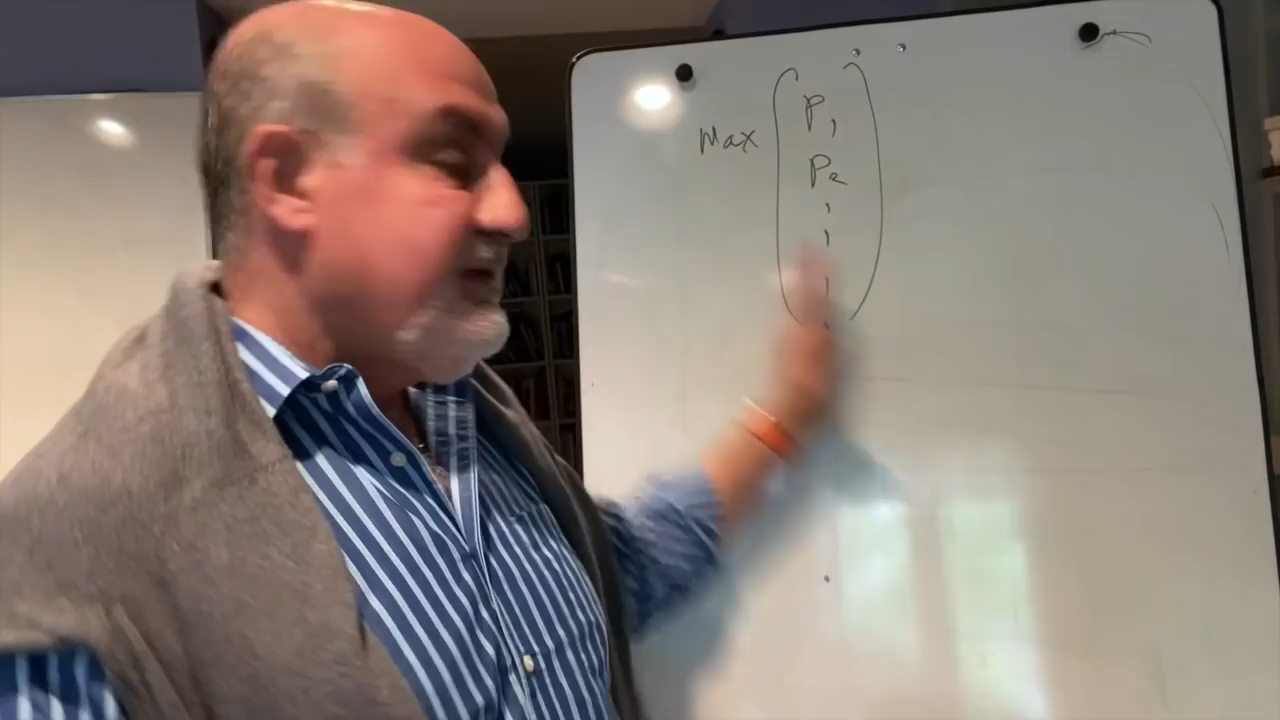 Max ( P1,
P2
,
,
,
, )